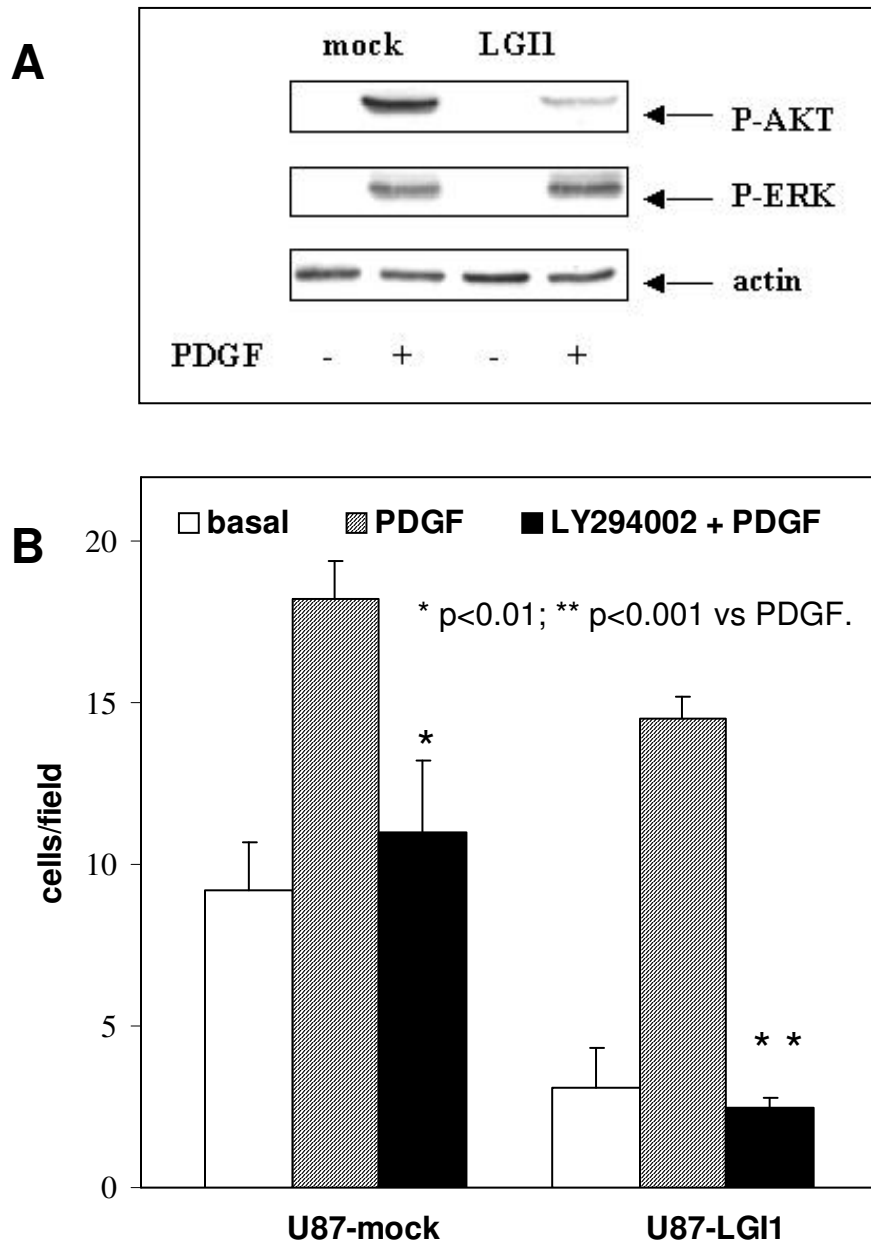 A
mock LGI1
P-AKT
P-ERK
actin
PDGF - + - +
B
basal PDGF LY294002 + PDGF
* p<0.01; ** p<0.001 vs PDGF.
20
15
10
5
0
cells/field
*
* *
U87-mock U87-LGI1